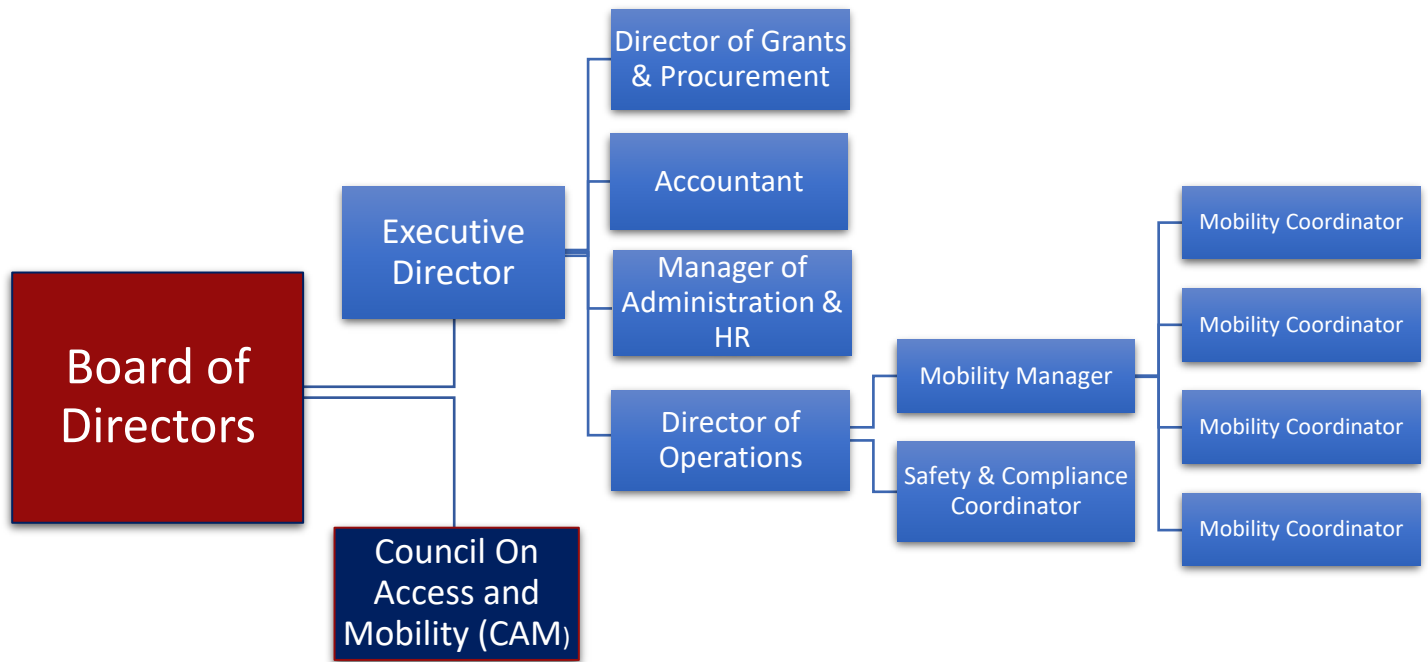 Board of
Directors
Executive
Director
Council On
Access and
Mobility (CAM)
Director of Grants
& Procurement
Accountant
Manager of
Administration &
HR
Director of
Operations
Mobility Manager
Safety & Compliance
Coordinator
Mobility Coordinator
Mobility Coordinator
Mobility Coordinator
Mobility Coordinator